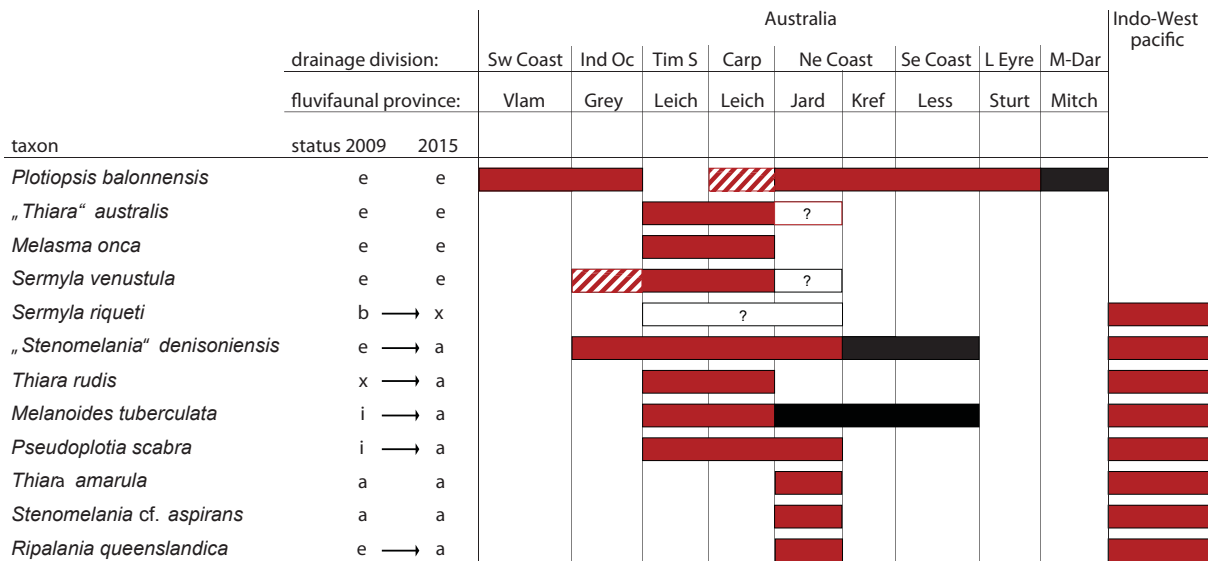 Australia Indo-West pacific
drainage division: Sw Coast Ind Oc Tim S Carp Ne Coast Se Coast L Eyre M-Dar
fluvifaunal province: Vlam Grey Leich Leich Jard Kref Less Sturt Mitch
taxon status 2009 2015
Plotiopsis balonnensis e e
„Thiara“ australis e e ?
Melasma onca e e
Sermyla venustula e e ?
Sermyla riqueti b → x ?
„Stenomelania“ denisoniensis e → a
Thiara rudis x → a
Melanoides tuberculata i → a
Pseudoplotia scabra i → a
Thiara amarula a a
Stenomelania cf. aspirans a a
Ripalania queenslandica e → a